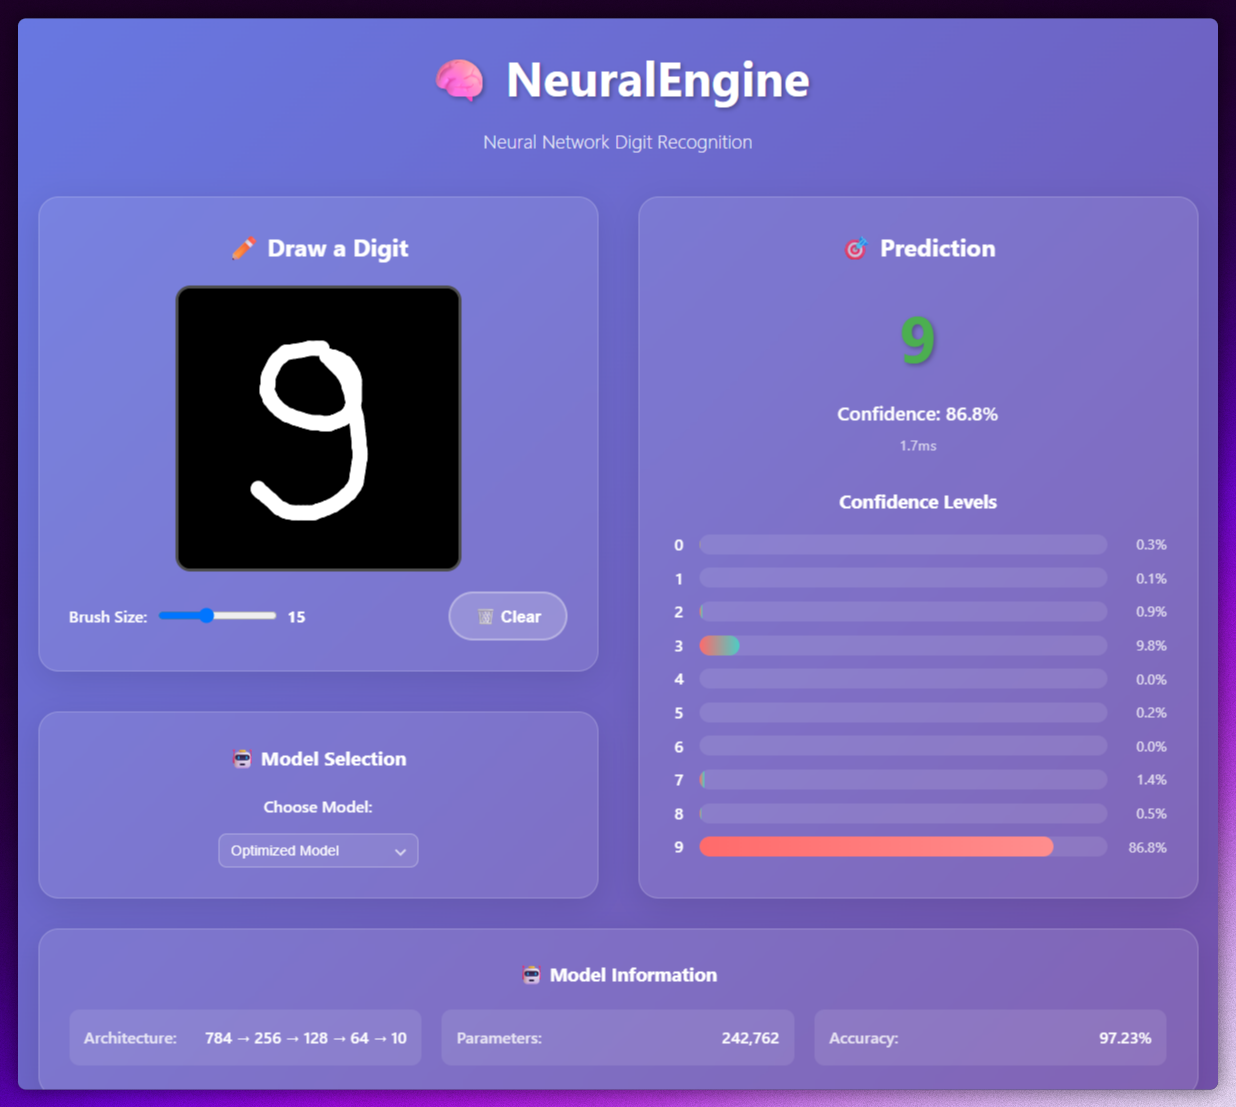 NeuralEngine
Neural Network Digit Recognition
Draw a Digit
9
Brush Size: 15
Clear
Model Selection
Choose Model:
Optimized Model
Prediction
9
Confidence: 86.8%
1.7ms
Confidence Levels
0 0.3%
1 0.1%
2 0.9%
3 9.8%
4 0.0%
5 0.2%
6 0.0%
7 1.4%
8 0.5%
9 86.8%
Model Information
Architecture: 784 → 256 → 128 → 64 → 10
Parameters: 242,762
Accuracy: 97.23%